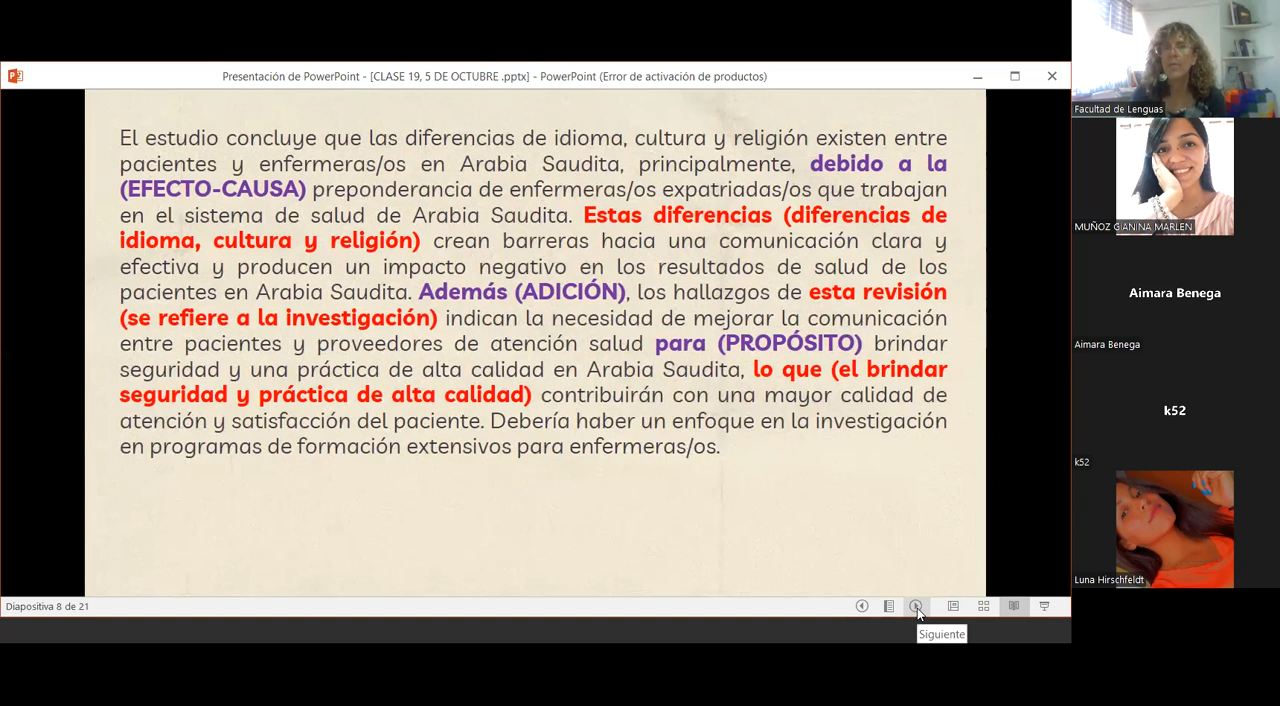 Presentación de PowerPoint - [CLASE 19, 5 DE OCTUBRE .pptx] - PowerPoint (Error de activación de productos)
El estudio concluye que las diferencias de idioma, cultura y religión existen entre
pacientes y enfermeras/os en Arabia Saudita, principalmente, debido a la
(EFECTO-CAUSA) preponderancia de enfermeras/os expatriadas/os que trabajan
en el sistema de salud de Arabia Saudita. Estas diferencias (diferencias de
idioma, cultura y religión) crean barreras hacia una comunicación clara y
efectiva y producen un impacto negativo en los resultados de salud de los
pacientes en Arabia Saudita. Además (ADICIÓN), los hallazgos de esta revisión
(se refiere a la investigación) indican la necesidad de mejorar la comunicación
entre pacientes y proveedores de atención salud para (PROPÓSITO) brindar
seguridad y una práctica de alta calidad en Arabia Saudita, lo que (el brindar
seguridad y práctica de alta calidad) contribuirán con una mayor calidad de
atención y satisfacción del paciente. Debería haber un enfoque en la investigación
en programas de formación extensivos para enfermeras/os.
Diapositiva 8 de 21
Siguiente
Facultad de Lenguas
MUÑOZ GIANINA MARLEN
Aimara Benega
Aimara Benega
k52
k52
Luna Hirschfeldt